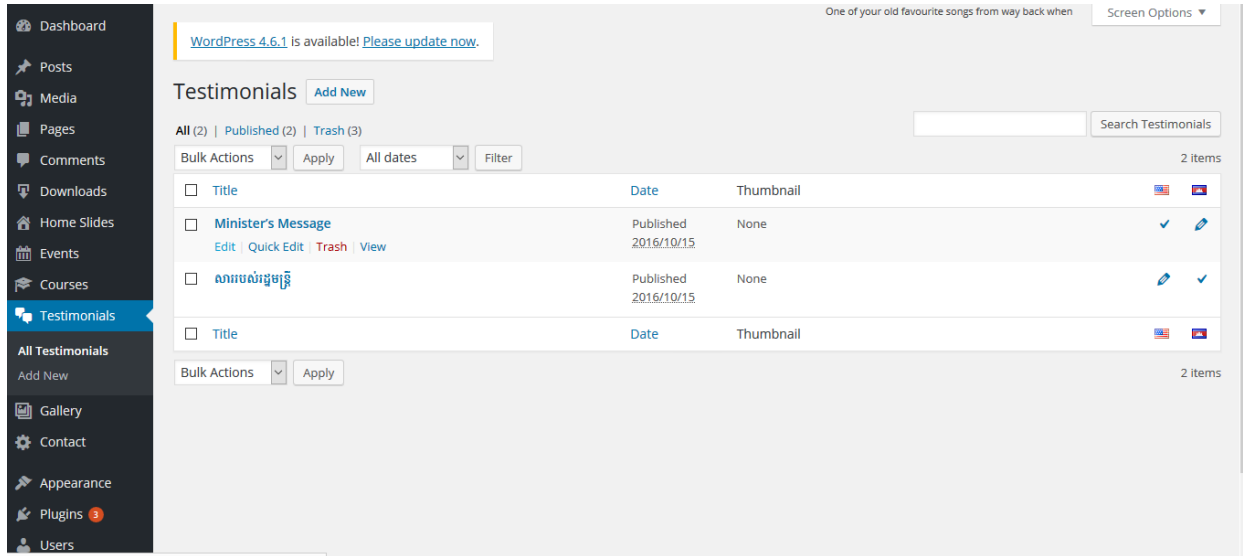 Dashboard
Posts
Media
Pages
Comments
Downloads
Home Slides
Events
Courses
Testimonials
All Testimonials
Add New
Gallery
Contact
Appearance
Plugins 3
Users
One of your old favourite songs from way back when
Screen Options
WordPress 4.6.1 is available! Please update now.
Testimonials Add New
All (2) | Published (2) | Trash (3)
Search Testimonials
Bulk Actions Apply All dates Filter 2 items
Title Date Thumbnail
Minister's Message Published None
Edit | Quick Edit | Trash | View 2016/10/15
សាររបស់រដ្ឋមន្ត្រី Published None
2016/10/15
Title Date Thumbnail
Bulk Actions Apply 2 items